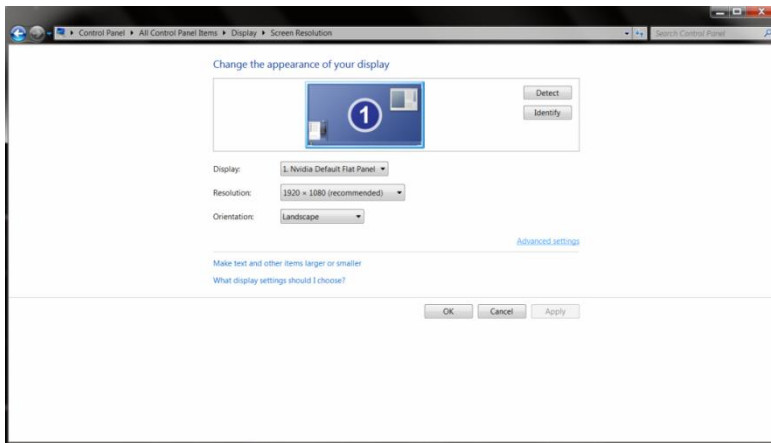 Control Panel ▸ All Control Panel Items ▸ Display ▸ Screen Resolution
Search Control Panel
Change the appearance of your display
1
Detect
Identify
Display: 1. Nvidia Default Flat Panel
Resolution: 1920 × 1080 (recommended)
Orientation: Landscape
Advanced settings
Make text and other items larger or smaller
What display settings should I choose?
OK Cancel Apply